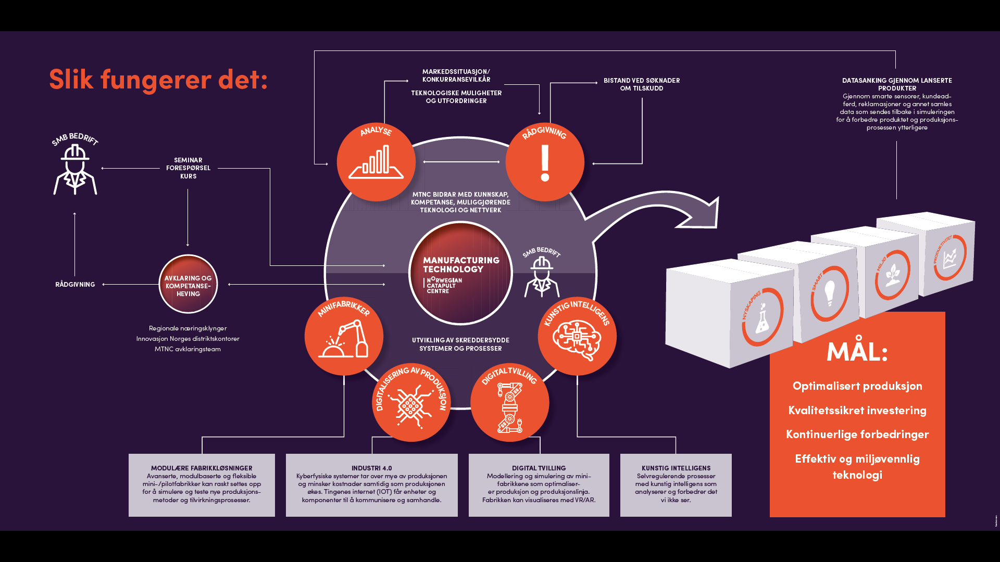 Slik fungerer det:
SMB BEDRIFT
SEMINAR
FORESPØRSEL
KURS
RÅDGIVNING
AVKLARING OG
KOMPETANSE-
HEVING
Regionale næringsklynger
Innovasjon Norges distriktskontorer
MTNC avklaringsteam
MARKEDSSITUASJON/
KONKURRANSEVILKÅR
TEKNOLOGISKE MULIGHETER
OG UTFORDRINGER
BISTAND VED SØKNADER
OM TILSKUDD
DATASANKING GJENNOM LANSERTE
PRODUKTER
Gjennom smarte sensorer, kundead-
ferd, reklamasjoner og annet samles
data som sendes tilbake i simuleringen
for å forbedre produktet og produksjons-
prosessen ytterligere
ANALYSE
RÅDGIVNING
MTNC BIDRAR MED KUNNSKAP,
KOMPETANSE, MULIGGJØRENDE
TEKNOLOGI OG NETTVERK
MANUFACTURING
TECHNOLOGY
NORWEGIAN
CATAPULT
CENTRE
SMB BEDRIFT
MINIFABRIKKER
KUNSTIG INTELLIGENS
UTVIKLING AV SKREDDERSYDDE
SYSTEMER OG PROSESSER
DIGITALISERING AV PRODUKSJON
DIGITAL TVILLING
MODULÆRE FABRIKKLØSNINGER
Avanserte, modulbaserte og fleksible
mini-/pilotfabrikker kan raskt settes opp
for å simulere og teste nye produksjons-
metoder og tilvirkningsprosesser.
INDUSTRI 4.0
Kyberfysiske systemer tar over mye av produksjonen
og minsker kostnader samtidig som produksjonen
økes. Tingenes internet (IOT) får enheter og
komponenter til å kommunisere og samhandle.
DIGITAL TVILLING
Modellering og simulering av mini-
fabrikkene som optimaliser-
er produksjon og produksjonslinja.
Fabrikken kan visualiseres med VR/AR.
KUNSTIG INTELLIGENS
Selvregulerende prosesser
med kunstig intelligens som
analyserer og forbedrer det
vi ikke ser.
NYSKAPING
SMART
MILJØ
PRODUKTIVITET
MÅL:
Optimalisert produksjon
Kvalitetssikret investering
Kontinuerlige forbedringer
Effektiv og miljøvennlig
teknologi